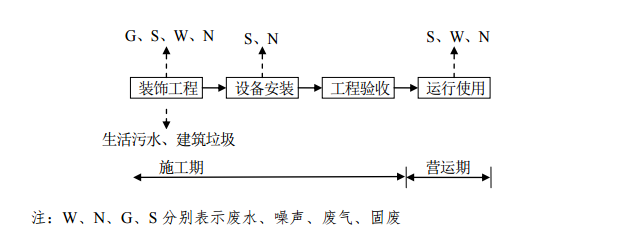 G、S、W、N
S、N
S、W、N
装饰工程
设备安装
工程验收
运行使用
生活污水、建筑垃圾
施工期
营运期
注：W、N、G、S 分别表示废水、噪声、废气、固废